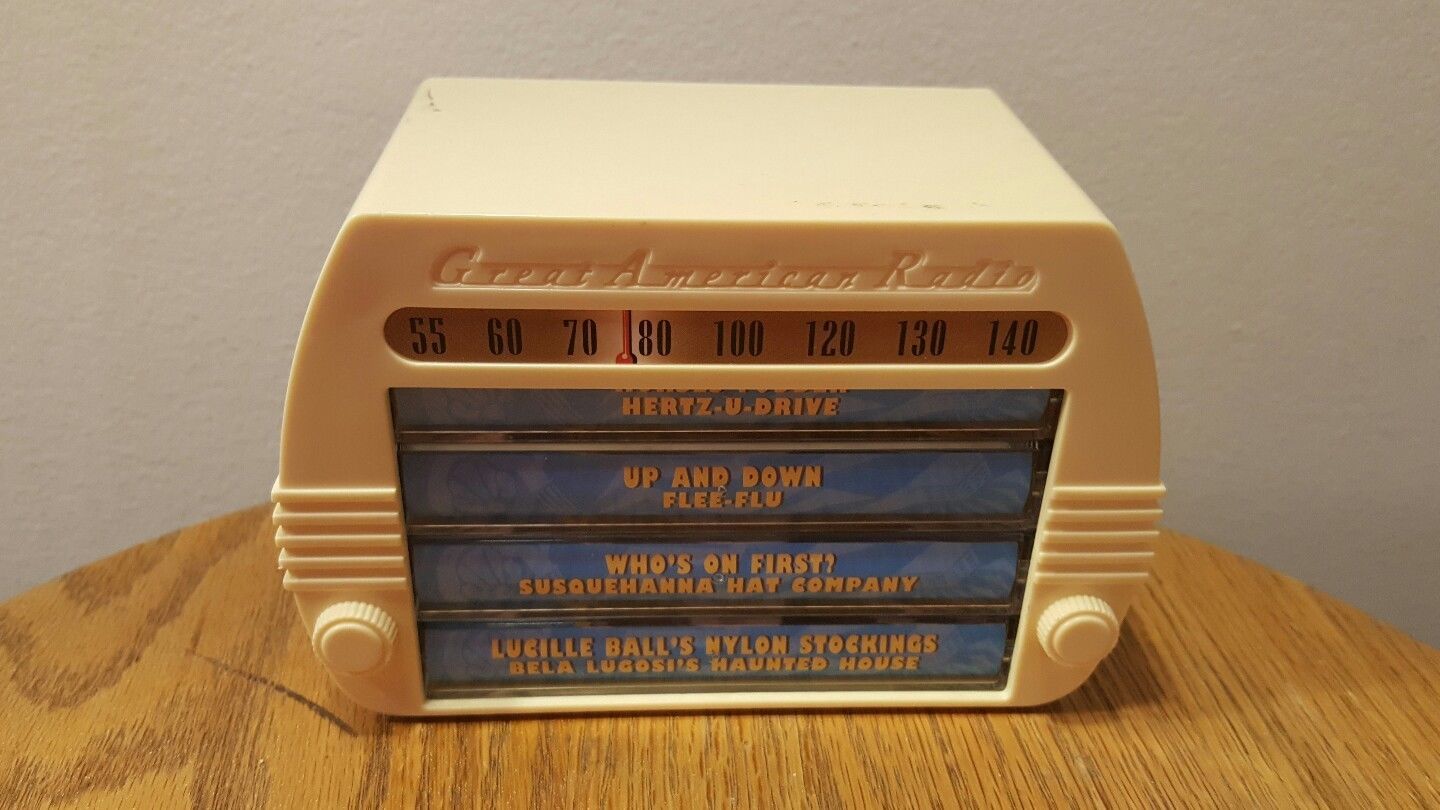 Great American Radio
55 60 70 80 100 120 130 140
HERTZ-U-DRIVE
UP AND DOWN
FLEE-FLU
WHO'S ON FIRST?
SUSQUEHANNA HAT COMPANY
LUCILLE BALL'S NYLON STOCKINGS
BELA LUGOSI'S HAUNTED HOUSE